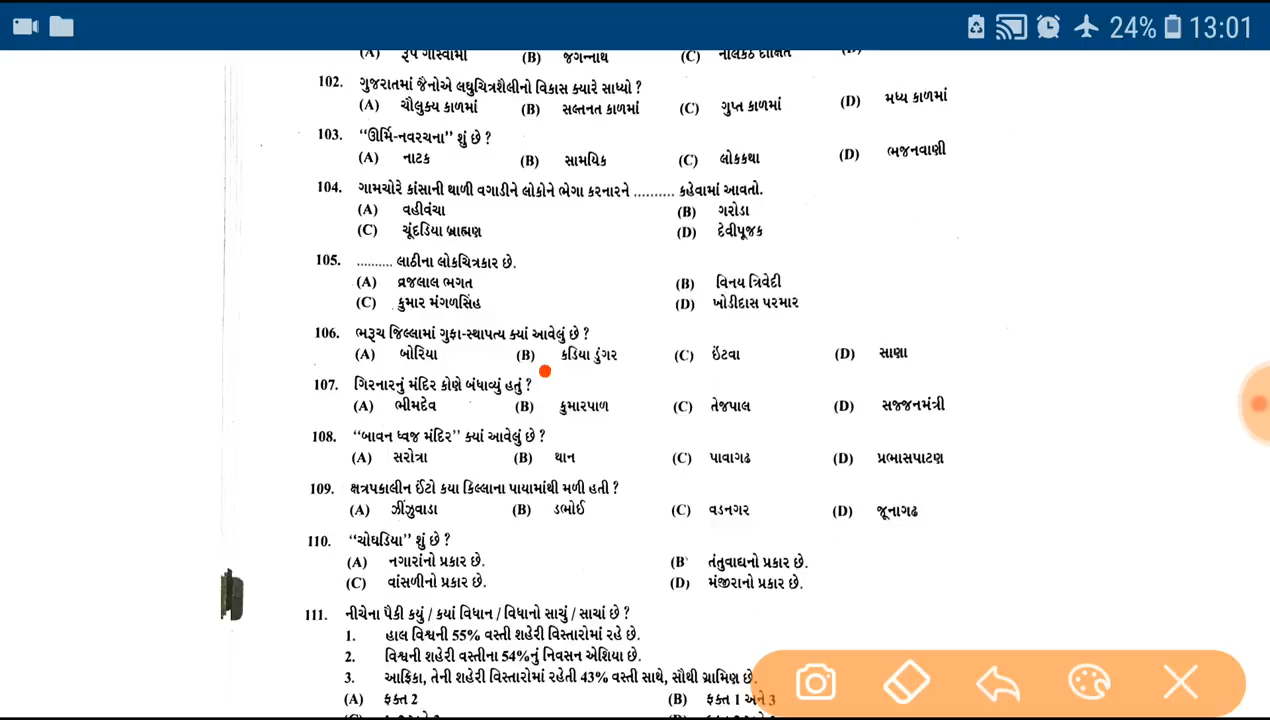 24% 13:01
(A) રૂપ ગોસ્વામી (B) જગન્નાથ (C) નીલકંઠ દીક્ષિત (D)
102. ગુજરાતમાં જૈનોએ લઘુચિત્રશૈલીનો વિકાસ ક્યારે સાધ્યો ?
(A) ચૌલુક્ય કાળમાં (B) સલ્તનત કાળમાં (C) ગુપ્ત કાળમાં (D) મધ્ય કાળમાં
103. “ઊર્મિ-નવરચના” શું છે ?
(A) નાટક (B) સામયિક (C) લોકકથા (D) ભજનવાણી
104. ગામચોરે કાંસાની થાળી વગાડીને લોકોને ભેગા કરનારને .......... કહેવામાં આવતો.
(A) વહીવંચા (B) ગરોડા
(C) ચૂંદડિયા બ્રાહ્મણ (D) દેવીપૂજક
105. .......... લાઠીના લોકચિત્રકાર છે.
(A) વ્રજલાલ ભગત (B) વિનય ત્રિવેદી
(C) કુમાર મંગળસિંહ (D) ખોડીદાસ પરમાર
106. ભરૂચ જિલ્લામાં ગુફા-સ્થાપત્ય ક્યાં આવેલું છે ?
(A) બોરિયા (B) કડિયા ડુંગર (C) ઇંટવા (D) સાણા
107. ગિરનારનું મંદિર કોણે બંધાવ્યું હતું ?
(A) ભીમદેવ (B) કુમારપાળ (C) તેજપાલ (D) સજ્જનમંત્રી
108. “બાવન ધ્વજ મંદિર” ક્યાં આવેલું છે ?
(A) સરોત્રા (B) થાન (C) પાવાગઢ (D) પ્રભાસપાટણ
109. ક્ષત્રપકાલીન ઈંટો કયા કિલ્લાના પાયામાંથી મળી હતી ?
(A) ઝીંઝુવાડા (B) ડભોઈ (C) વડનગર (D) જૂનાગઢ
110. “ચોઘડિયા” શું છે ?
(A) નગારાંનો પ્રકાર છે. (B તંતુવાદ્યનો પ્રકાર છે.
(C) વાંસળીનો પ્રકાર છે. (D) મંજીરાનો પ્રકાર છે.
111. નીચેના પૈકી કયું / કયાં વિધાન / વિધાનો સાચું / સાચાં છે ?
1. હાલ વિશ્વની 55% વસ્તી શહેરી વિસ્તારોમાં રહે છે.
2. વિશ્વની શહેરી વસ્તીના 54%નું નિવસન એશિયા છે.
3. આફ્રિકા, તેની શહેરી વિસ્તારોમાં રહેતી 43% વસ્તી સાથે, સૌથી ગ્રામિણ છે.
(A) ફક્ત 2 (B) ફક્ત 1 અને 3